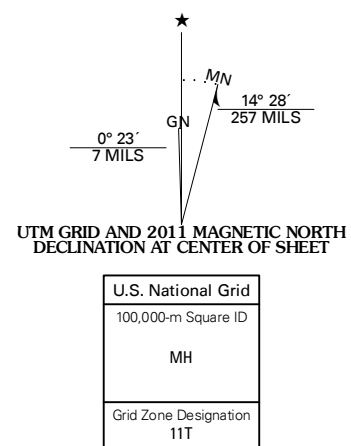 ★
MN
GN
14° 28´
257 MILS
0° 23´
7 MILS
UTM GRID AND 2011 MAGNETIC NORTH
DECLINATION AT CENTER OF SHEET
U.S. National Grid
100,000-m Square ID
MH
Grid Zone Designation
11T